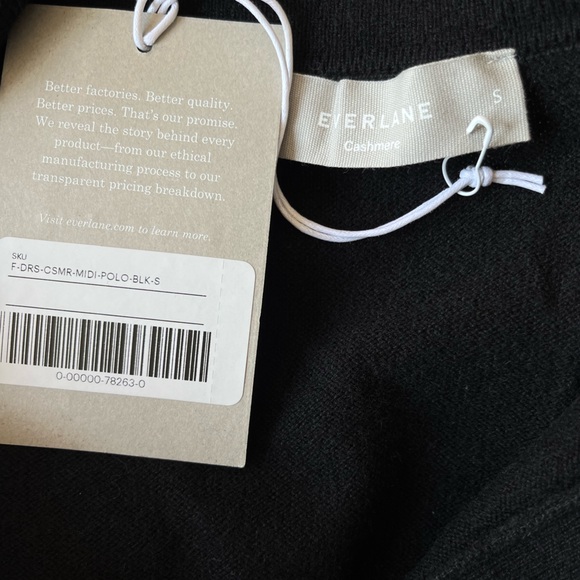 Better factories. Better quality.
Better prices. That's our promise.
We reveal the story behind every
product—from our ethical
manufacturing process to our
transparent pricing breakdown.
Visit everlane.com to learn more.
SKU
F-DRS-CSMR-MIDI-POLO-BLK-S
0-00000-78263-0
EVERLANE
Cashmere
S